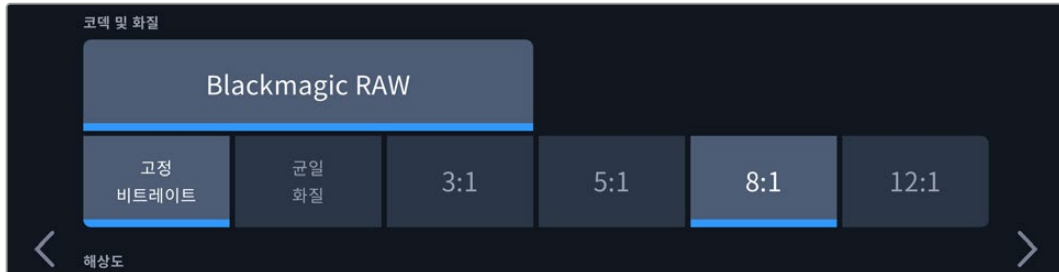 코덱 및 화질
Blackmagic RAW
고정
비트레이트
균일
화질
3:1
5:1
8:1
12:1
해상도